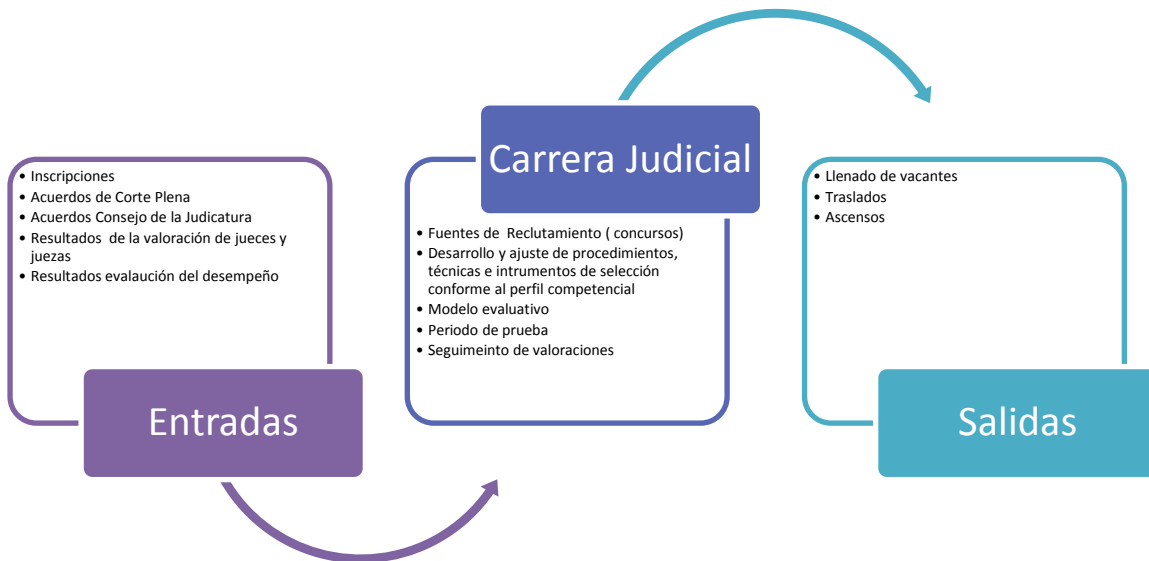 • Inscripciones
• Acuerdos de Corte Plena
• Acuerdos Consejo de la Judicatura
• Resultados de la valoración de jueces y
juezas
• Resultados evalaución del desempeño
Entradas
Carrera Judicial
• Fuentes de Reclutamiento ( concursos)
• Desarrollo y ajuste de procedimientos,
técnicas e intrumentos de selección
conforme al perfil competencial
• Modelo evaluativo
• Periodo de prueba
• Seguimeinto de valoraciones
• Llenado de vacantes
• Traslados
• Ascensos
Salidas